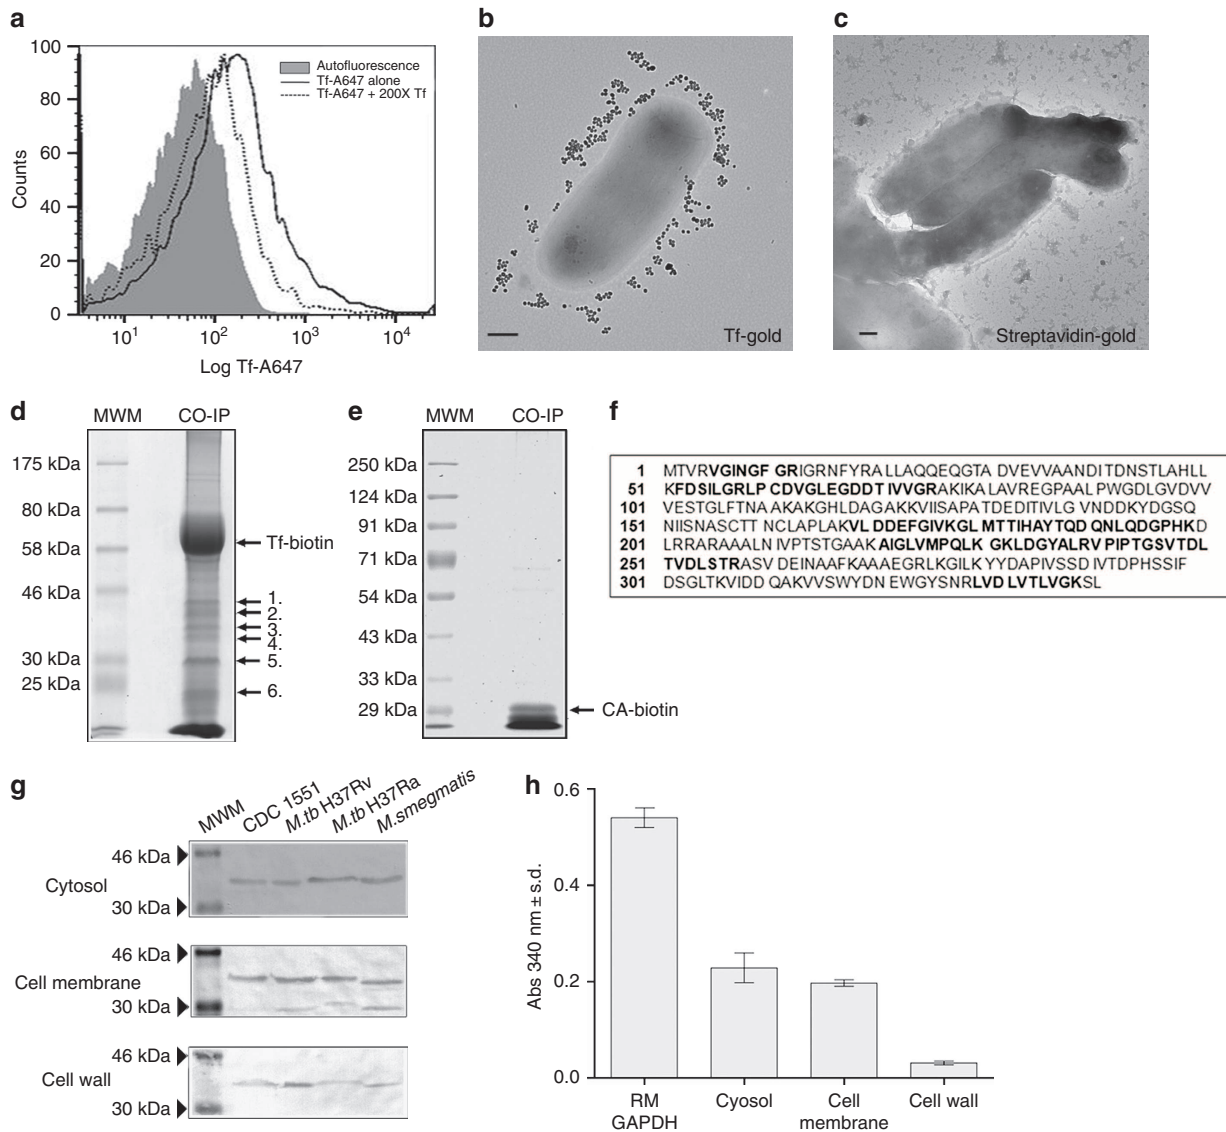 a
100
80
60
40
20
0
Counts
10¹
10²
10³
10⁴
Log Tf-A647
Autofluorescence
Tf-A647 alone
Tf-A647 + 200X Tf
b
Tf-gold
c
Streptavidin-gold
d
MWM
CO-IP
175 kDa
80 kDa
58 kDa
46 kDa
30 kDa
25 kDa
Tf-biotin
1.
2.
3.
4.
5.
6.
e
MWM
CO-IP
250 kDa
124 kDa
91 kDa
71 kDa
54 kDa
43 kDa
33 kDa
29 kDa
CA-biotin
f
1 MTVRVGINGF GRIGRNFYRA LLAQQEQGTA DVEVVAANDI TDNSTLAHLL
51 KFDSILGRLP CDVGLEGDDT IVVGRAKIKA LAVREGPAAL PWGDLGVDVV
101 VESTGLFTNA AKAKGHLDAG AKKVIISAPA TDEDITIVLG VNDDKYDGSQ
151 NIISNASCTT NCLAPLAKVL DDEFGIVKGL MTTIHAYTQD QNLQDGPHKD
201 LRRARAAALN IVPTSTGAAK AIGLVMPQLK GKLDGYALRV PIPTGSVTDL
251 TVDLSTRASV DEINAAFKAA AEGRLKGILK YYDAPIVSSD IVTDPHSSIF
301 DSGLTKVIDD QAKVVSWYDN EWGYSNRLVD LVTLVGKSL
g
MWM
CDC 1551
M.tb H37Rv
M.tb H37Ra
M.smegmatis
46 kDa
Cytosol
30 kDa
46 kDa
Cell membrane
30 kDa
46 kDa
Cell wall
30 kDa
h
0.6
0.4
0.2
0.0
Abs 340 nm ± s.d.
RM
GAPDH
Cyosol
Cell
membrane
Cell wall